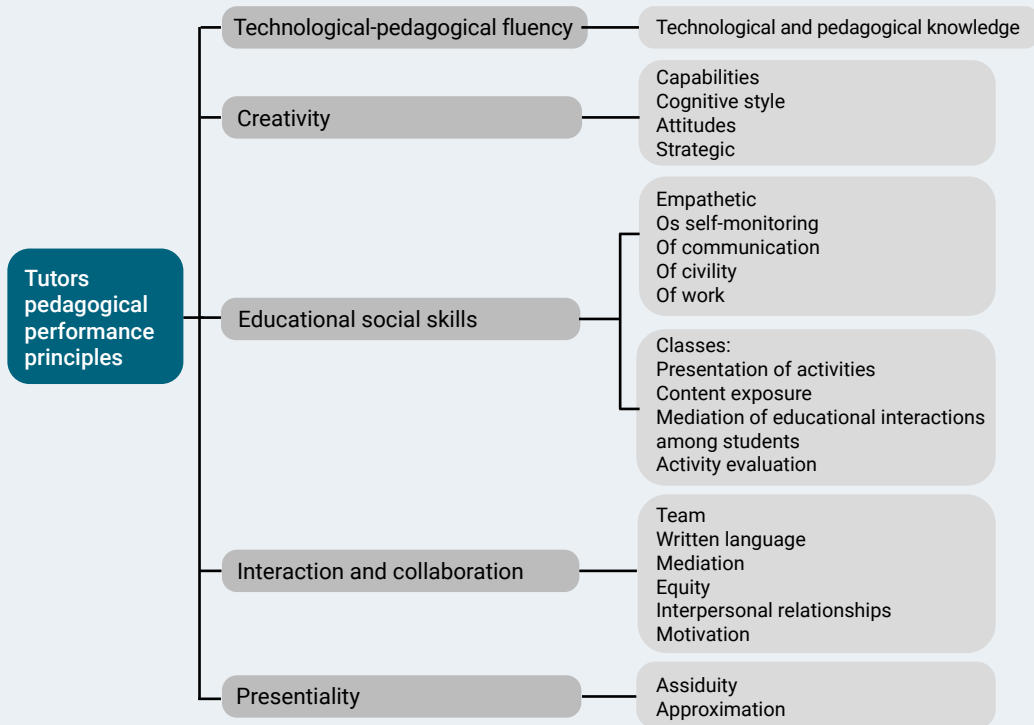 Tutors
pedagogical
performance
principles
Technological-pedagogical fluency
Technological and pedagogical knowledge
Creativity
Capabilities
Cognitive style
Attitudes
Strategic
Educational social skills
Empathetic
Os self-monitoring
Of communication
Of civility
Of work
Classes:
Presentation of activities
Content exposure
Mediation of educational interactions
among students
Activity evaluation
Interaction and collaboration
Team
Written language
Mediation
Equity
Interpersonal relationships
Motivation
Presentiality
Assiduity
Approximation